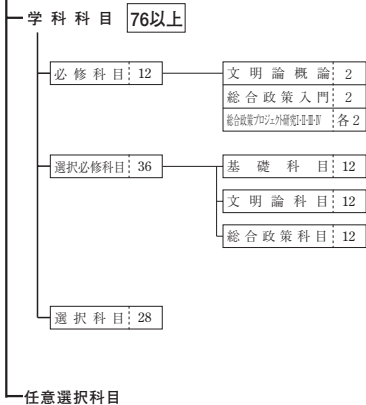 学科科目 76以上
必修科目 12
文明論概論 2
総合政策入門 2
総合政策プロジェクト研究Ⅰ・Ⅱ・Ⅲ・Ⅳ 各2
選択必修科目 36
基礎科目 12
文明論科目 12
総合政策科目 12
選択科目 28
任意選択科目